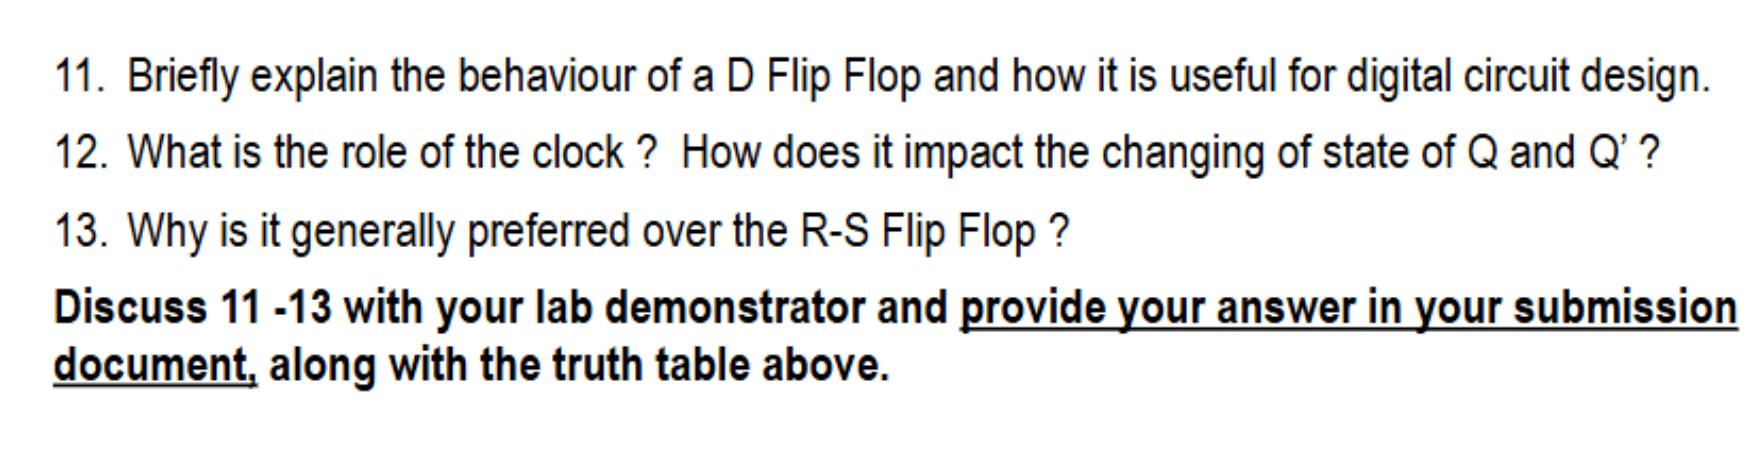 11. Briefly explain the behaviour of a D Flip Flop and how it is useful for digital circuit design.
12. What is the role of the clock ? How does it impact the changing of state of Q and Q’ ?
13. Why is it generally preferred over the R-S Flip Flop ?
Discuss 11 -13 with your lab demonstrator and provide your answer in your submission
document, along with the truth table above.